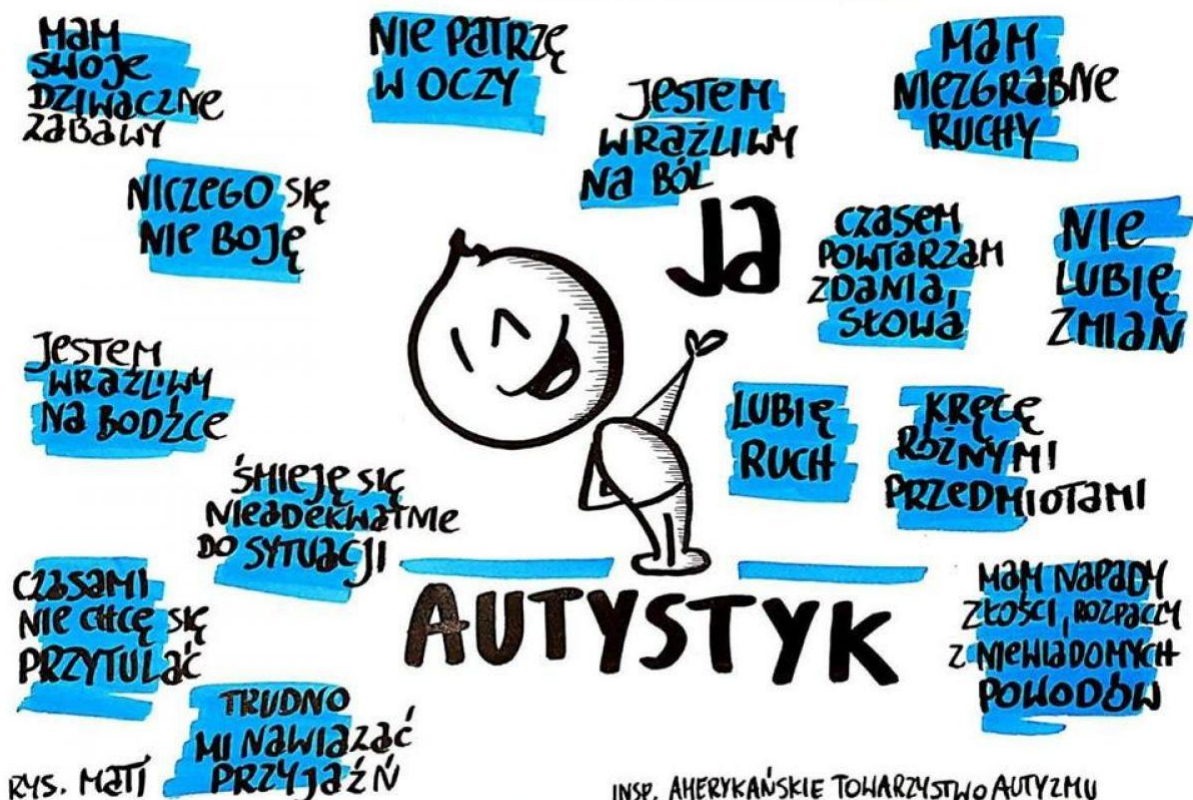 MAM
SWOJE
DZIWACZNE
ZABAWY
NIE PATRZĘ
W OCZY
JESTEM
WRAŻLIWY
NA BÓL
MAM
NIEZGRABNE
RUCHY
NICZEGO SIĘ
NIE BOJĘ
JA
CZASEM
POWTARZAM
ZDANIA,
SŁOWA
NIE
LUBIĘ
ZMIAN
JESTEM
WRAŻLIWY
NA BODŹCE
LUBIĘ
RUCH
KRĘCĘ
RÓŻNYMI
PRZEDMIOTAMI
ŚMIEJĘ SIĘ
NIEADEKWATNIE
DO SYTUACJI
CZASAMI
NIE CHCĘ SIĘ
PRZYTULAĆ
AUTYSTYK
MAM NAPADY
ZŁOŚCI, ROZPACZY
Z NIEWIADOMYCH
POWODÓW
TRUDNO
MI NAWIĄZAĆ
PRZYJAŹŃ
RYS. MATI
INSP. AMERYKAŃSKIE TOWARZYSTWO AUTYZMU